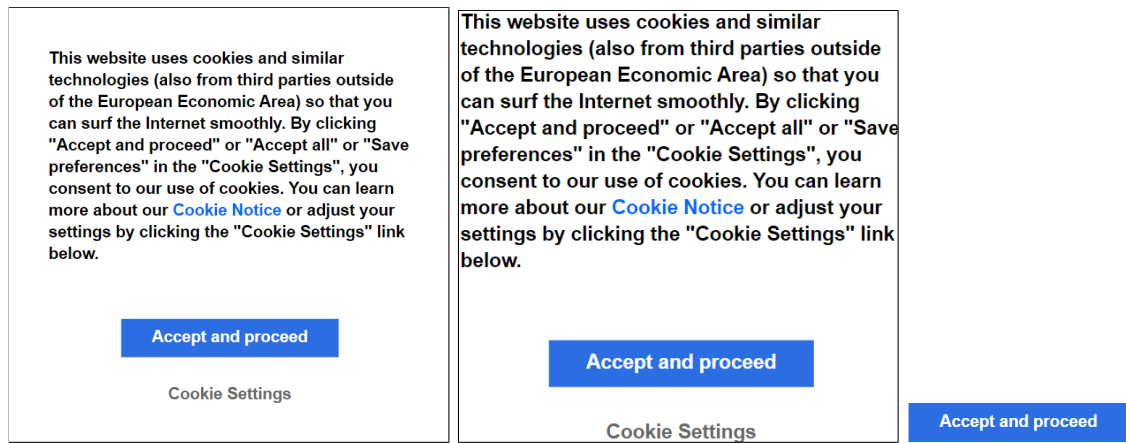 This website uses cookies and similar
technologies (also from third parties outside
of the European Economic Area) so that you
can surf the Internet smoothly. By clicking
"Accept and proceed" or "Accept all" or "Save
preferences" in the "Cookie Settings", you
consent to our use of cookies. You can learn
more about our Cookie Notice or adjust your
settings by clicking the "Cookie Settings" link
below.
Accept and proceed
Cookie Settings
This website uses cookies and similar
technologies (also from third parties outside
of the European Economic Area) so that you
can surf the Internet smoothly. By clicking
"Accept and proceed" or "Accept all" or "Save
preferences" in the "Cookie Settings", you
consent to our use of cookies. You can learn
more about our Cookie Notice or adjust your
settings by clicking the "Cookie Settings" link
below.
Accept and proceed
Cookie Settings
Accept and proceed